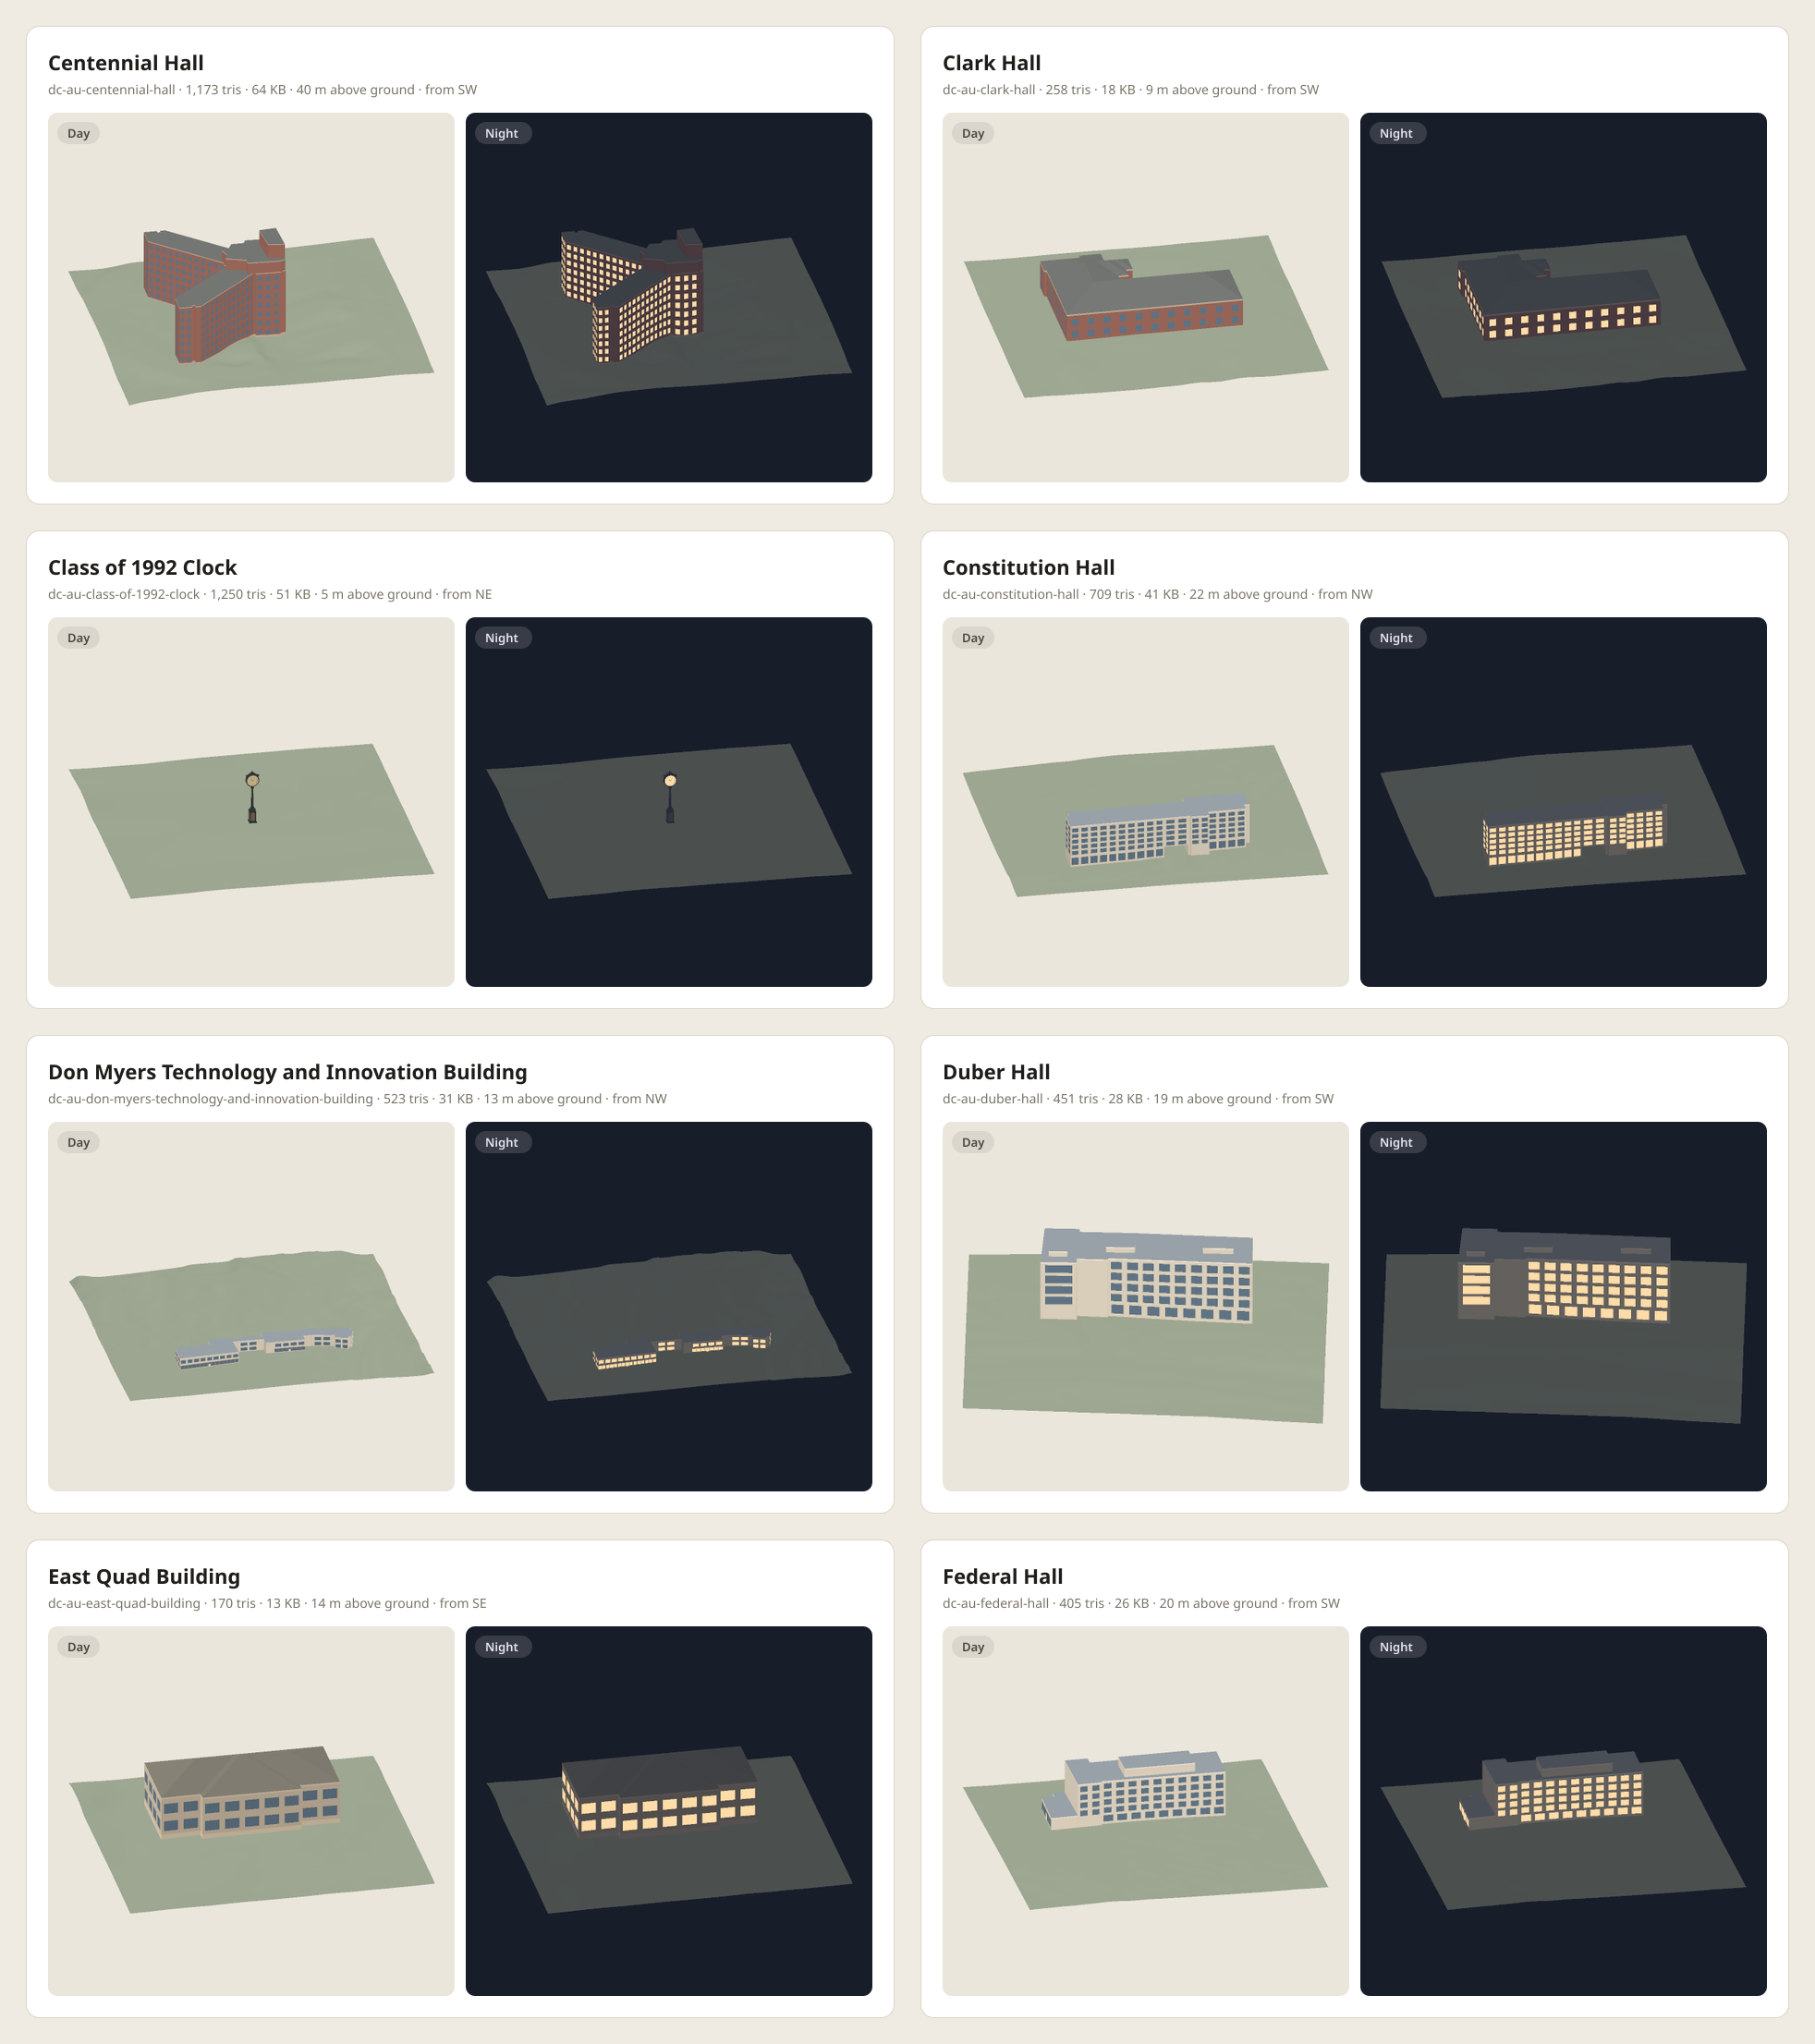 Centennial Hall
dc-au-centennial-hall · 1,173 tris · 64 KB · 40 m above ground · from SW
Day
Night
Clark Hall
dc-au-clark-hall · 258 tris · 18 KB · 9 m above ground · from SW
Day
Night
Class of 1992 Clock
dc-au-class-of-1992-clock · 1,250 tris · 51 KB · 5 m above ground · from NE
Day
Night
Constitution Hall
dc-au-constitution-hall · 709 tris · 41 KB · 22 m above ground · from NW
Day
Night
Don Myers Technology and Innovation Building
dc-au-don-myers-technology-and-innovation-building · 523 tris · 31 KB · 13 m above ground · from NW
Day
Night
Duber Hall
dc-au-duber-hall · 451 tris · 28 KB · 19 m above ground · from SW
Day
Night
East Quad Building
dc-au-east-quad-building · 170 tris · 13 KB · 14 m above ground · from SE
Day
Night
Federal Hall
dc-au-federal-hall · 405 tris · 26 KB · 20 m above ground · from SW
Day
Night